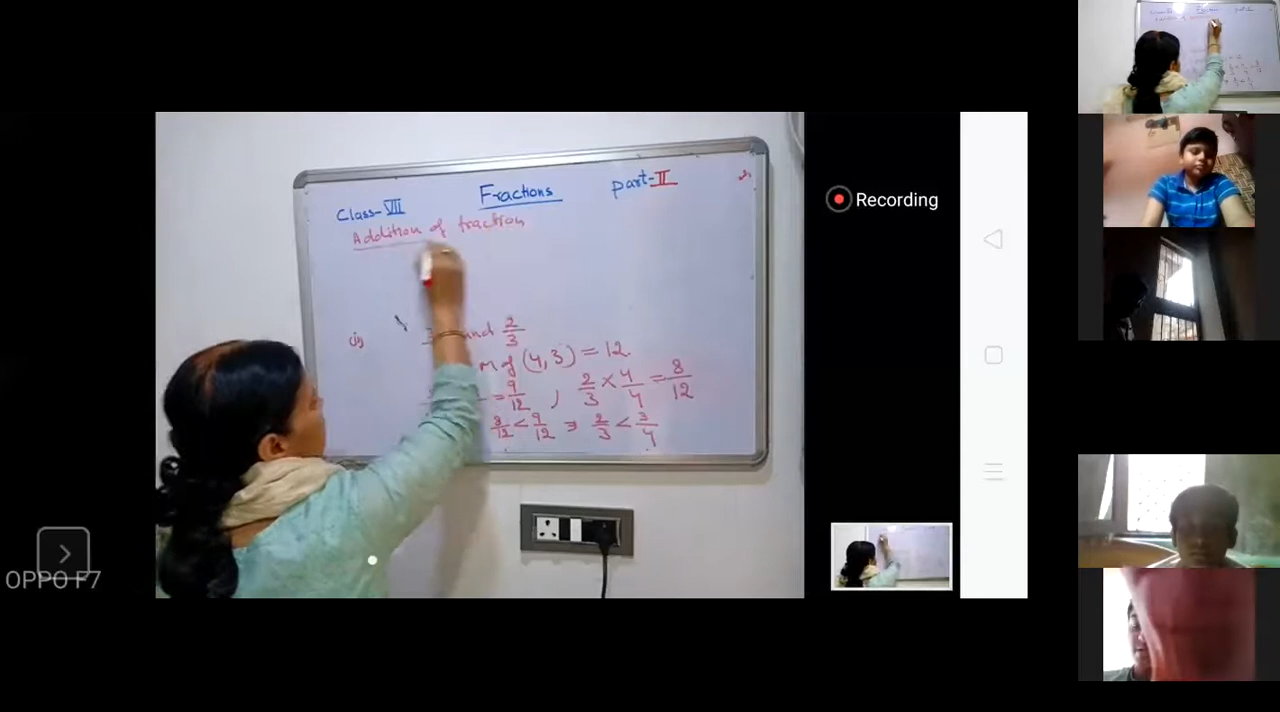 Fractions part-II
Class-VII
Addition of fraction
(ii) and 2/3
of (4, 3) = 12.
= 9/12 , 2/3 × 4/4 = 8/12
8/12 < 9/12 ⇒ 2/3 < 3/4
Recording
OPPO F7